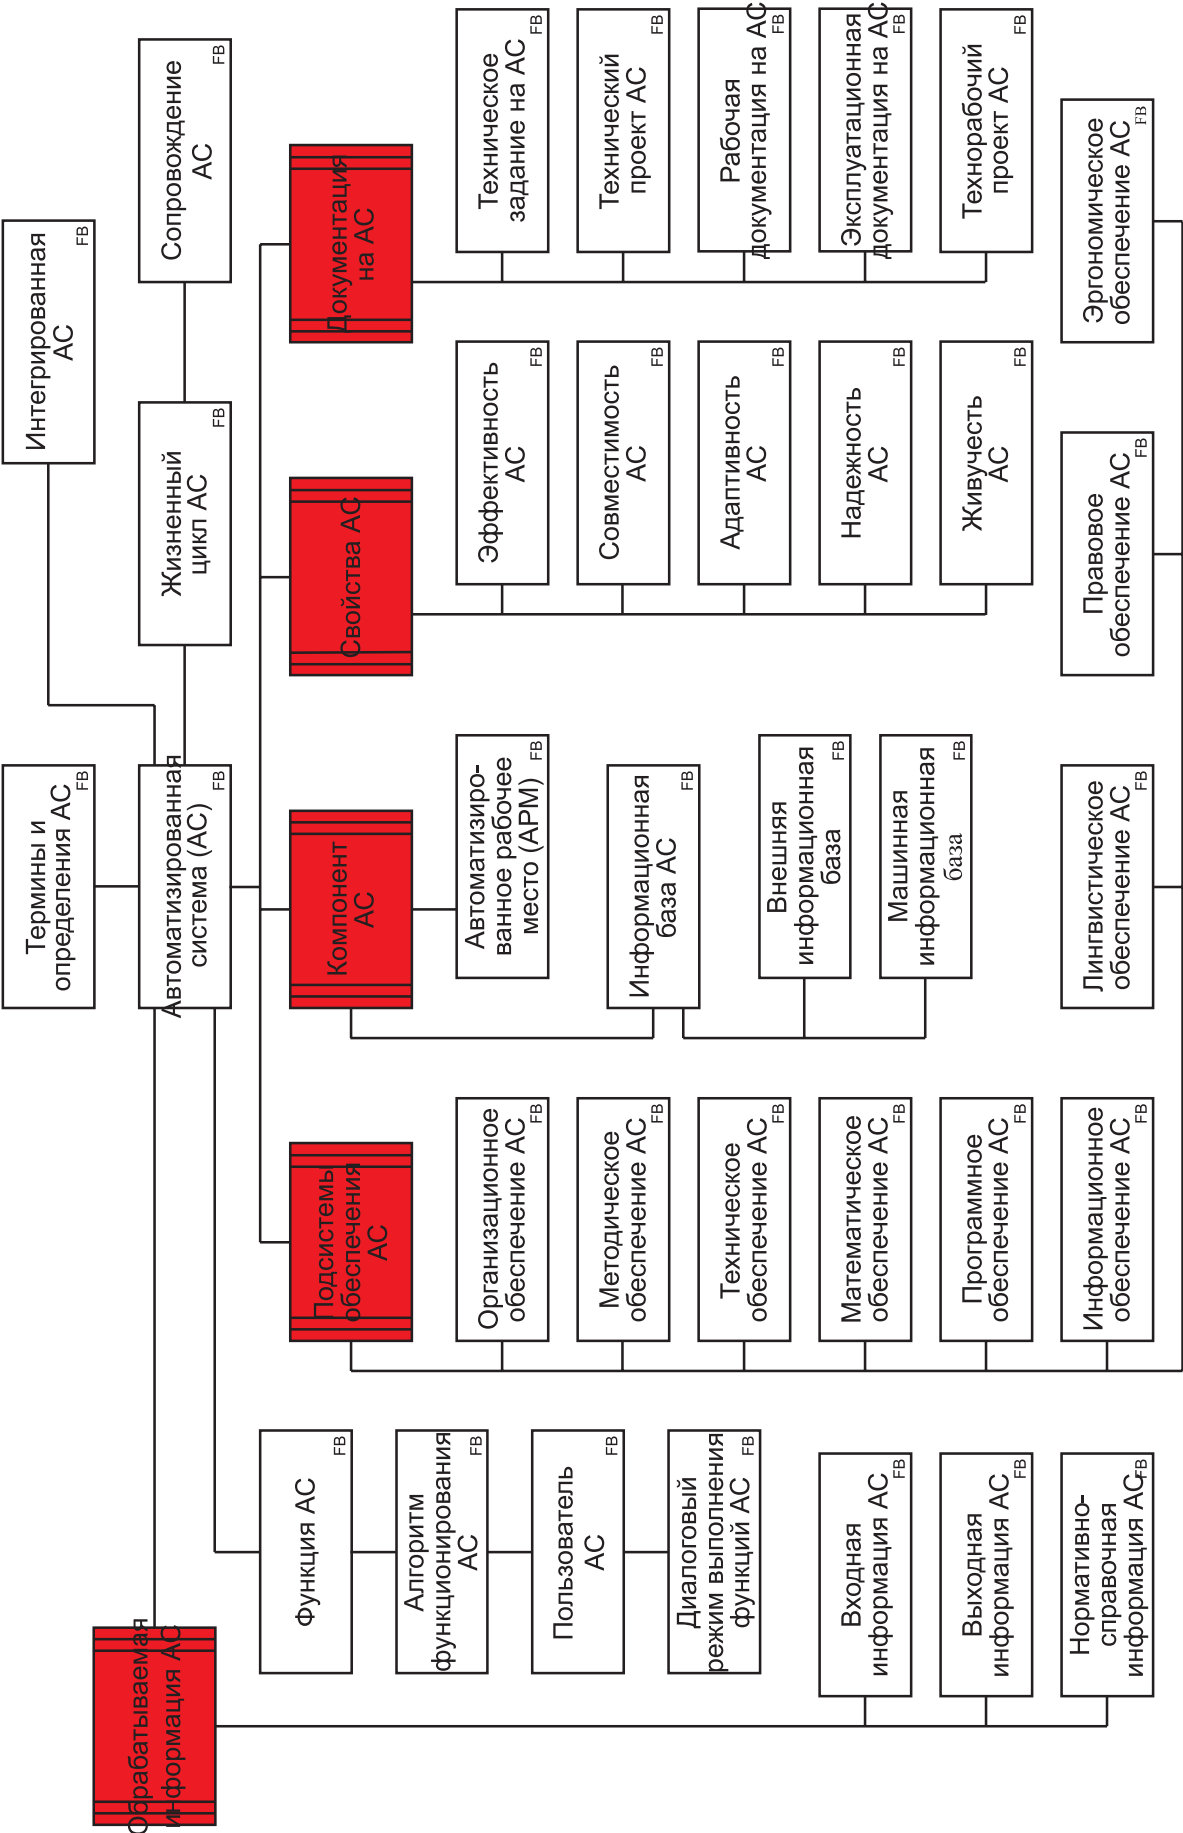 Термины и
определения АС
FB
Интегрированная
АС
FB
Автоматизированная
система (АС)
FB
Жизненный
цикл АС
FB
Сопровождение
АС
FB
Обрабатываемая
информация АС
Подсистемы
обеспечения
АС
Компонент
АС
Свойства АС
Документация
на АС
Функция АС
FB
Алгоритм
функционирования
АС
FB
Пользователь
АС
FB
Диалоговый
режим выполнения
функций АС
FB
Входная
информация АС
FB
Выходная
информация АС
FB
Нормативно-
справочная
информация АС
FB
Организационное
обеспечение АС
FB
Методическое
обеспечение АС
FB
Техническое
обеспечение АС
FB
Математическое
обеспечение АС
FB
Программное
обеспечение АС
FB
Информационное
обеспечение АС
FB
Лингвистическое
обеспечение АС
FB
Правовое
обеспечение АС
FB
Эргономическое
обеспечение АС
FB
Автоматизиро-
ванное рабочее
место (АРМ)
FB
Информационная
база АС
FB
Внешняя
информационная
база
FB
Машинная
информационная
база
FB
Эффективность
АС
FB
Совместимость
АС
FB
Адаптивность
АС
FB
Надежность
АС
FB
Живучесть
АС
FB
Техническое
задание на АС
FB
Технический
проект АС
FB
Рабочая
документация на АС
FB
Эксплуатационная
документация на АС
FB
Технорабочий
проект АС
FB